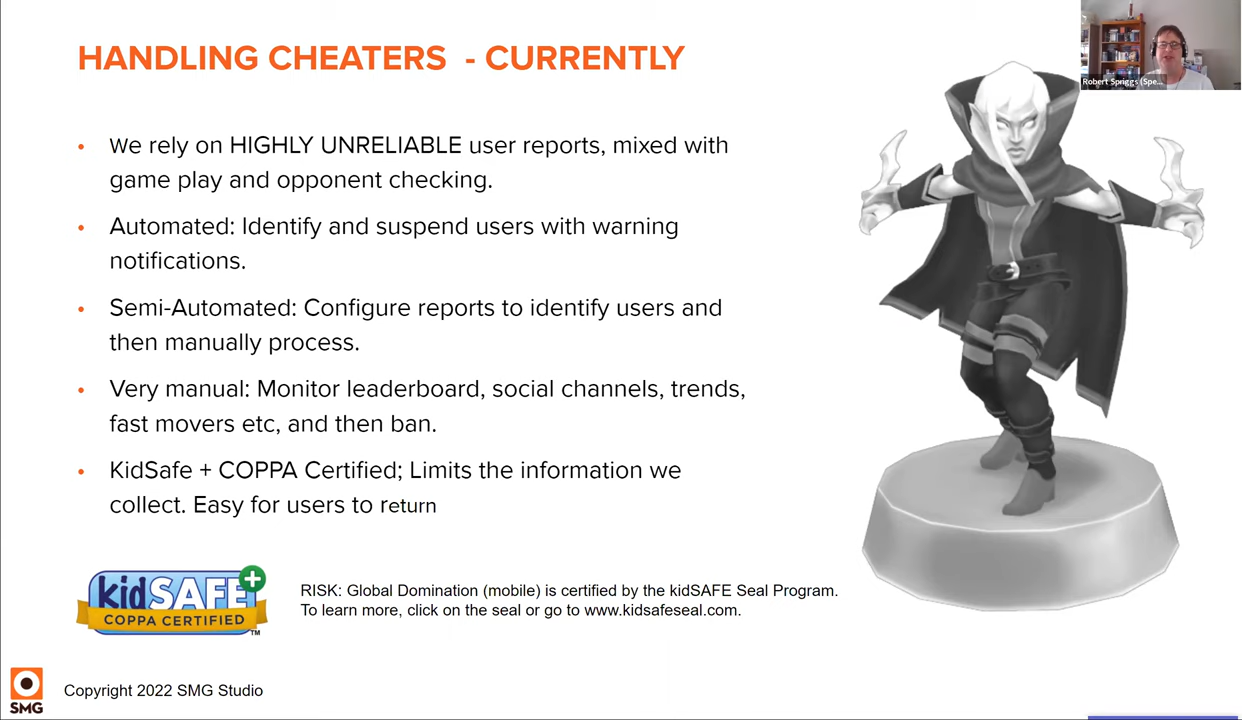 HANDLING CHEATERS - CURRENTLY
Robert Spriggs (Spe...
• We rely on HIGHLY UNRELIABLE user reports, mixed with
game play and opponent checking.
• Automated: Identify and suspend users with warning
notifications.
• Semi-Automated: Configure reports to identify users and
then manually process.
• Very manual: Monitor leaderboard, social channels, trends,
fast movers etc, and then ban.
• KidSafe + COPPA Certified; Limits the information we
collect. Easy for users to return
kidSAFE+
COPPA CERTIFIED
TM
RISK: Global Domination (mobile) is certified by the kidSAFE Seal Program.
To learn more, click on the seal or go to www.kidsafeseal.com.
SMG
Copyright 2022 SMG Studio